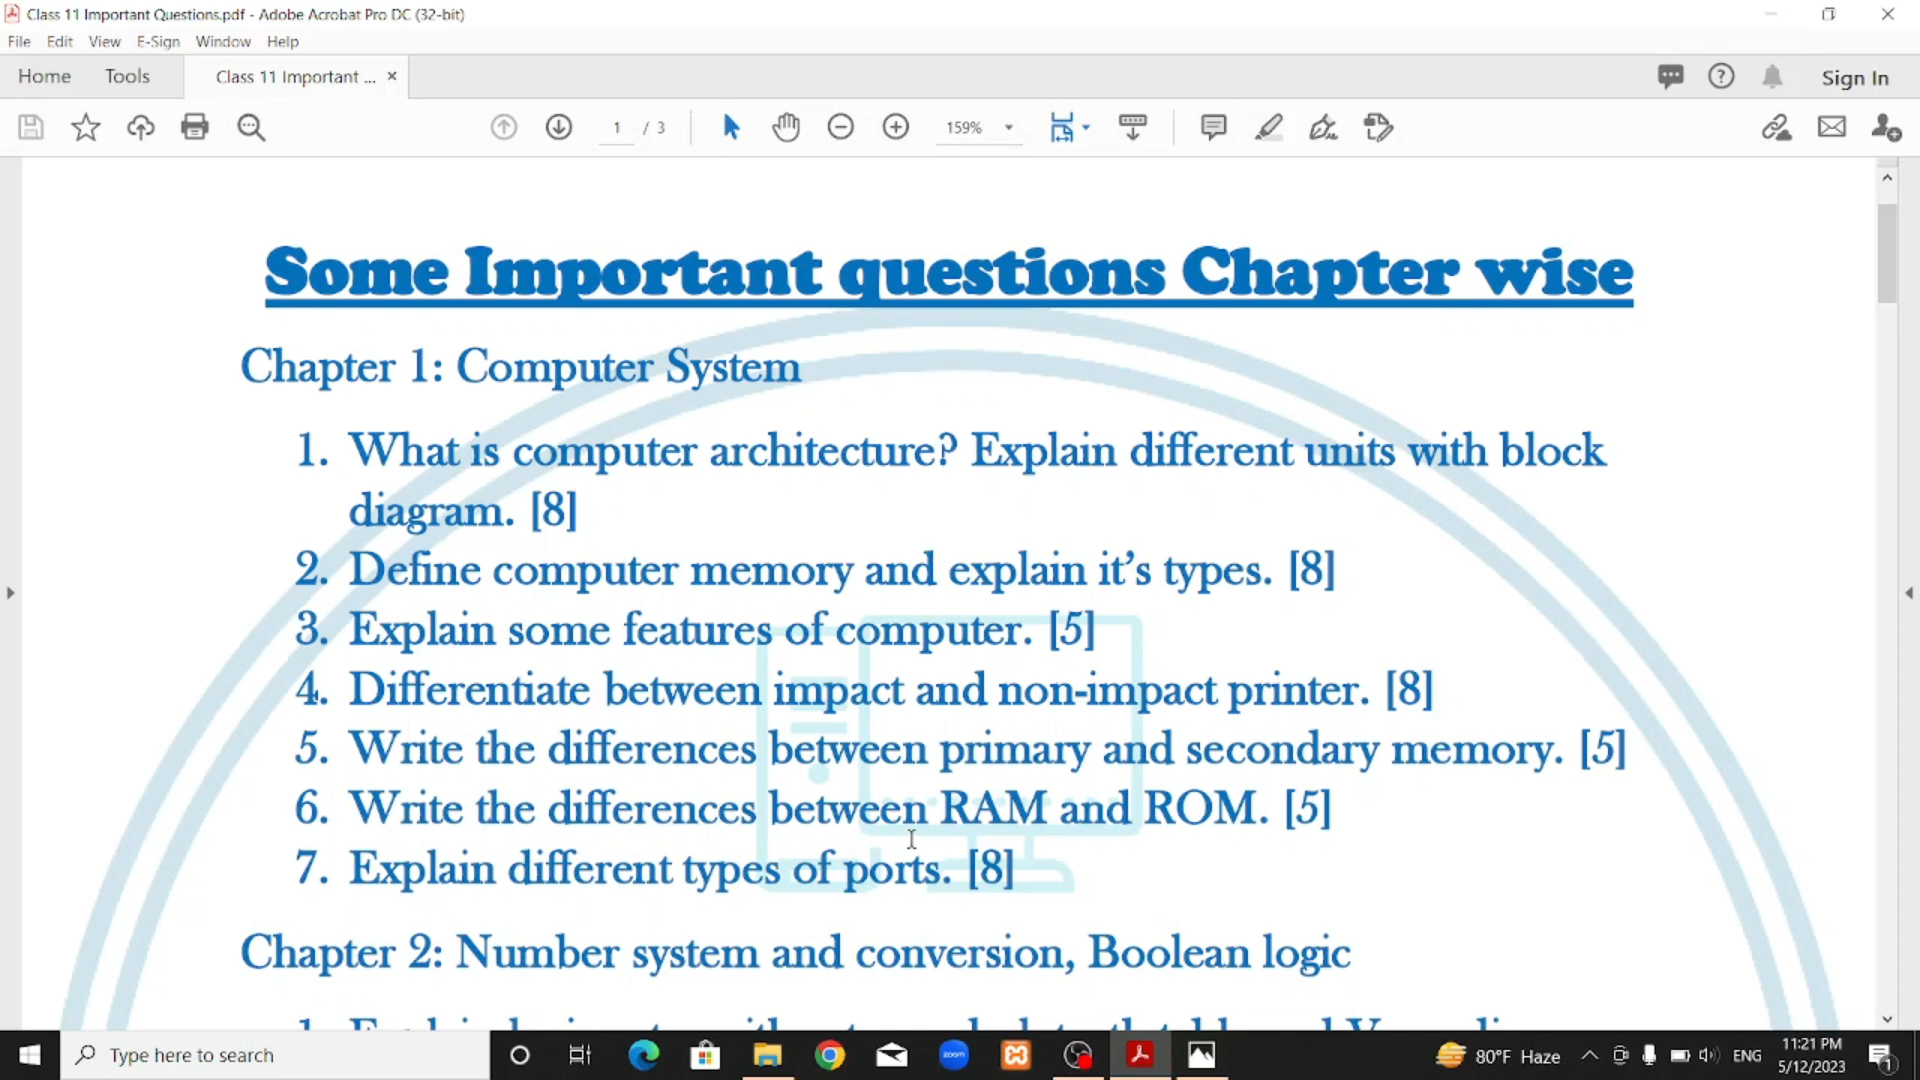 Class 11 Important Questions.pdf - Adobe Acrobat Pro DC (32-bit)
File Edit View E-Sign Window Help
Home Tools Class 11 Important ... × Sign In
1 / 3 159%
Some Important questions Chapter wise
Chapter 1: Computer System
1. What is computer architecture? Explain different units with block
diagram. [8]
2. Define computer memory and explain it’s types. [8]
3. Explain some features of computer. [5]
4. Differentiate between impact and non-impact printer. [8]
5. Write the differences between primary and secondary memory. [5]
6. Write the differences between RAM and ROM. [5]
7. Explain different types of ports. [8]
Chapter 2: Number system and conversion, Boolean logic
Type here to search zoom 80°F Haze ENG 11:21 PM
5/12/2023 1